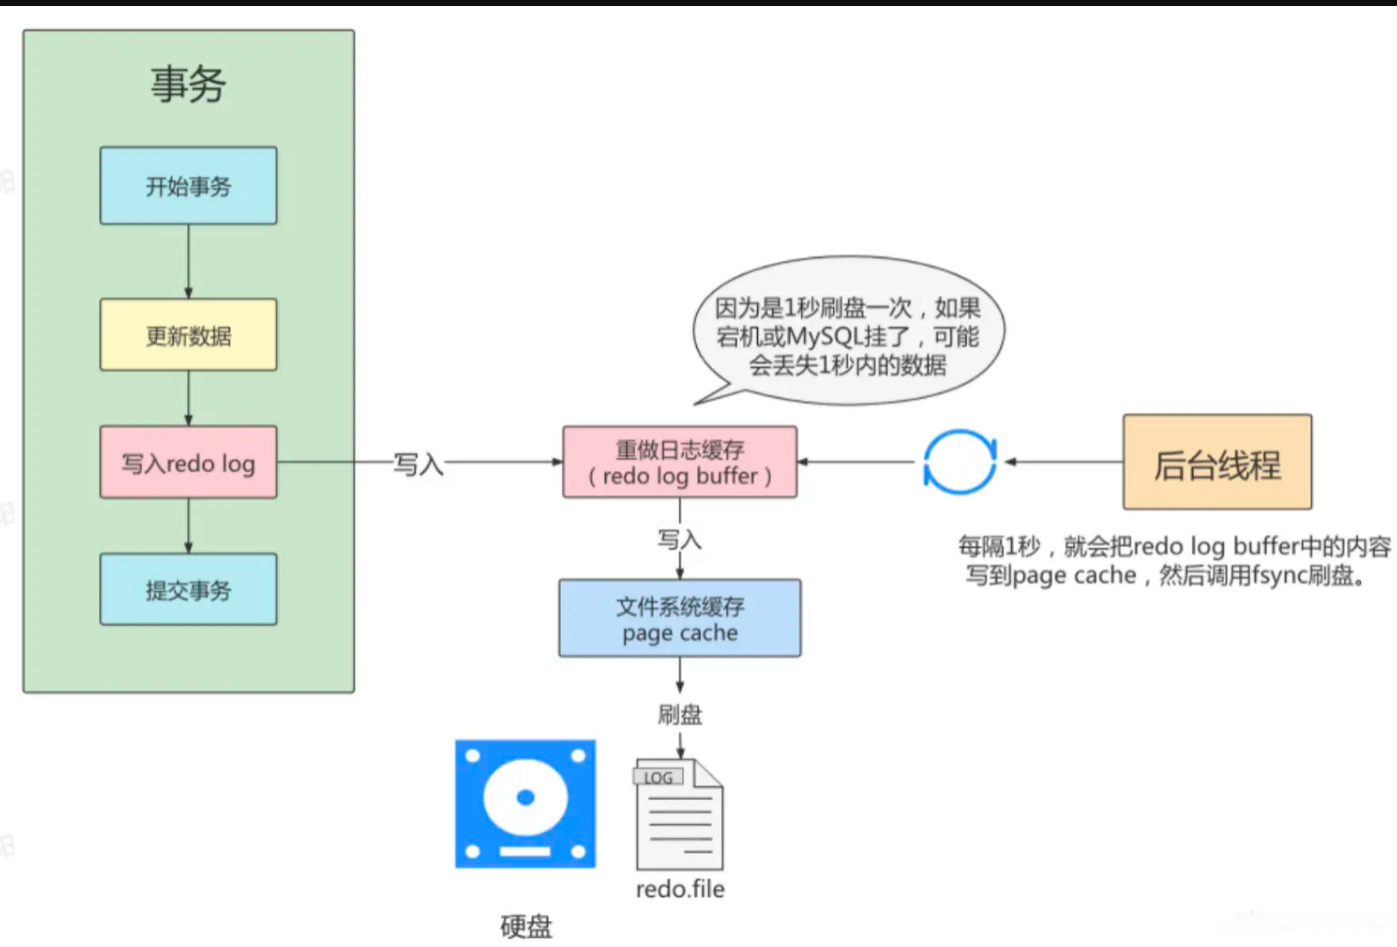 事务
开始事务
更新数据
写入redo log
提交事务
写入
因为是1秒刷盘一次，如果
宕机或MySQL挂了，可能
会丢失1秒内的数据
重做日志缓存
（redo log buffer）
后台线程
每隔1秒，就会把redo log buffer中的内容
写到page cache，然后调用fsync刷盘。
写入
文件系统缓存
page cache
刷盘
LOG
redo.file
硬盘